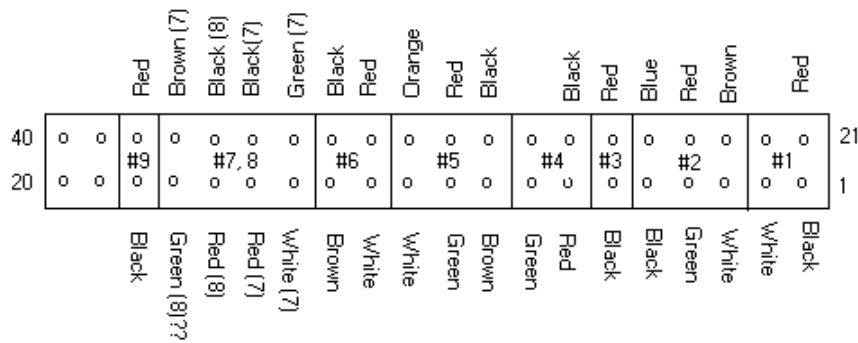 Red
Brown (7)
Black (8)
Black(7)
Green (7)
Black
Red
Orange
Red
Black
Black
Red
Blue
Red
Brown
Red
40
21
#9
#7, 8
#6
#5
#4
#3
#2
#1
20
1
Black
Green (8)??
Red (8)
Red (7)
White (7)
Brown
White
White
Green
Brown
Green
Red
Black
Black
Green
White
White
Black